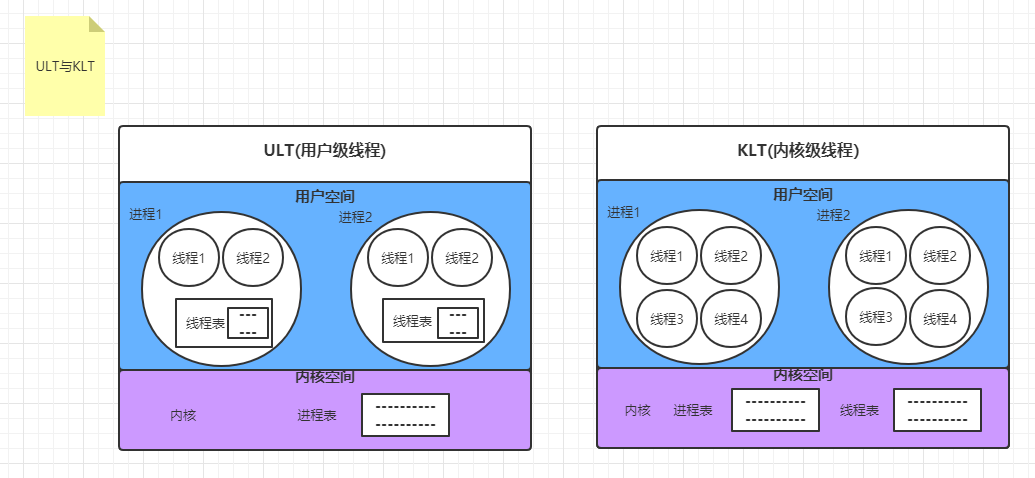 ULT与KLT
ULT(用户级线程)
用户空间
进程1
进程2
线程1 线程2
线程1 线程2
线程表
线程表
内核空间
内核
进程表
KLT(内核级线程)
用户空间
进程1
进程2
线程1 线程2
线程3 线程4
线程1 线程2
线程3 线程4
内核空间
内核
进程表
线程表